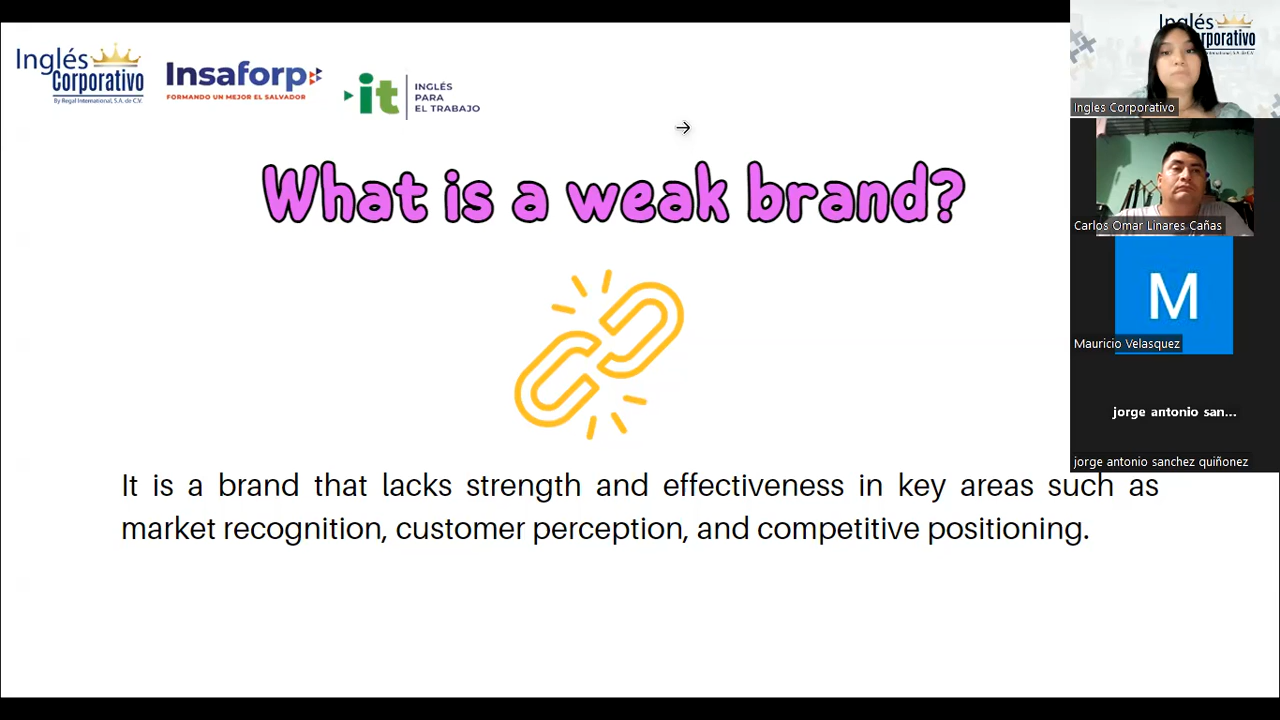 Inglés
Corporativo
By Regal International, S.A. de C.V.
Insaforp
FORMANDO UN MEJOR EL SALVADOR
it
INGLÉS
PARA
EL TRABAJO
What is a weak brand?
It is a brand that lacks strength and effectiveness in key areas such as
market recognition, customer perception, and competitive positioning.
Inglés
Ingles Corporativo
Carlos Omar Linares Cañas
M
Mauricio Velasquez
jorge antonio san...
jorge antonio sanchez quiñonez